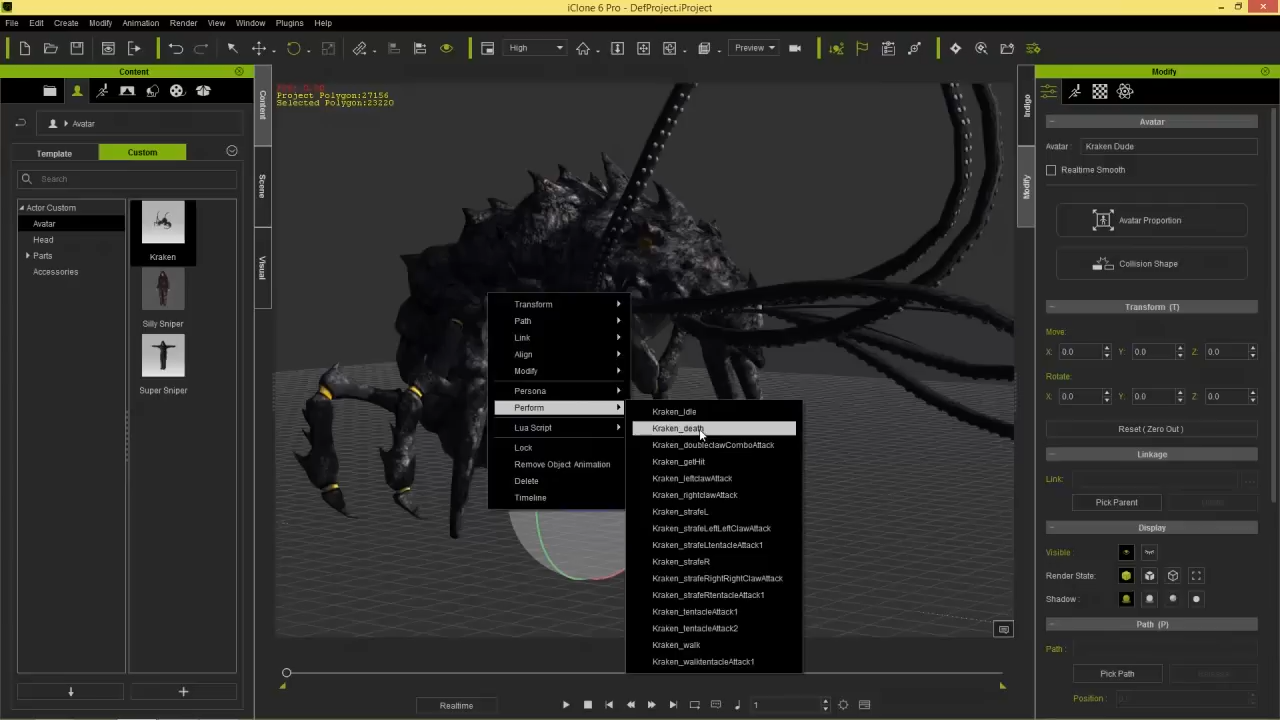 iClone 6 Pro - DefProject.iProject
File Edit Create Modify Animation Render View Window Plugins Help
High Preview
Content
Avatar
Template Custom
Search
Actor Custom
Avatar
Head
Parts
Accessories
Kraken
Silly Sniper
Super Sniper
Content
Scene
Visual
Project Polygon:27156
Selected Polygon:23220
Transform
Path
Link
Align
Modify
Persona
Perform
Lua Script
Lock
Remove Object Animation
Delete
Timeline
Kraken_Idle
Kraken_death
Kraken_doubleclawComboAttack
Kraken_getHit
Kraken_leftclawAttack
Kraken_rightclawAttack
Kraken_strafeL
Kraken_strafeLeftLeftClawAttack
Kraken_strafeLtentacleAttack1
Kraken_strafeR
Kraken_strafeRightRightClawAttack
Kraken_strafeRtentacleAttack1
Kraken_tentacleAttack1
Kraken_tentacleAttack2
Kraken_walk
Kraken_walktentacleAttack1
Realtime
1
Indigo
Modify
Modify
Avatar
Avatar : Kraken Dude
Realtime Smooth
Avatar Proportion
Collision Shape
Transform (T)
Move:
X: 0.0 Y: 0.0 Z: 0.0
Rotate:
X: 0.0 Y: 0.0 Z: 0.0
Reset ( Zero Out )
Linkage
Link:
Pick Parent
Display
Visible
Render State:
Shadow :
Path (P)
Path :
Pick Path
Position :